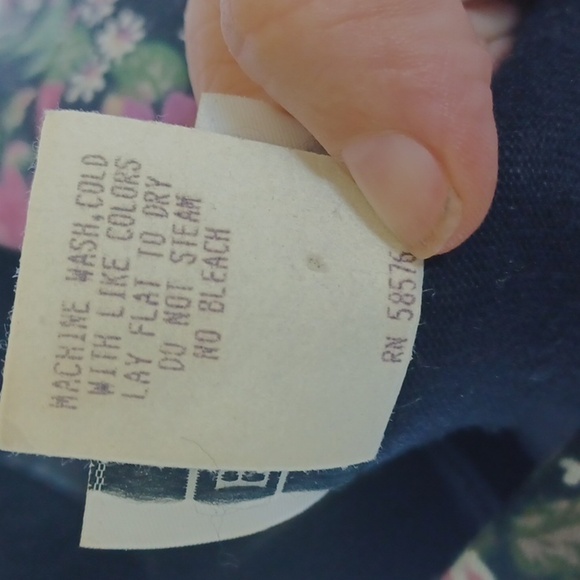 MACHINE WASH,COLD
WITH LIKE COLORS
LAY FLAT TO DRY
DO NOT STEAM
NO BLEACH
RN 58576